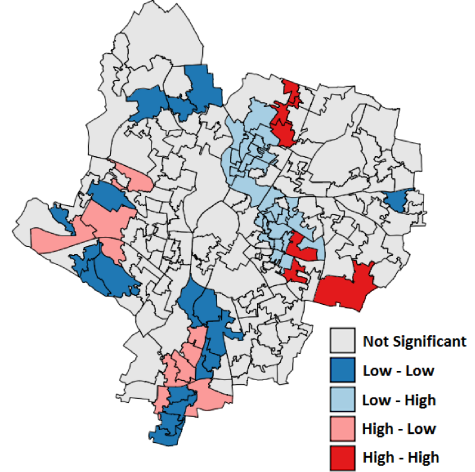 Not Significant
Low - Low
Low - High
High - Low
High - High